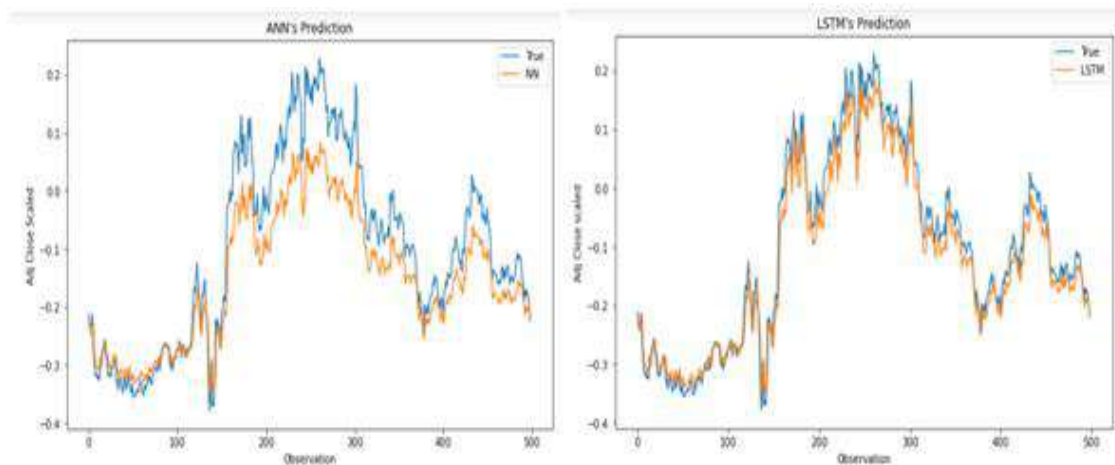 ANN's Prediction
True
NN
0.2
0.1
0.0
−0.1
−0.2
−0.3
−0.4
Adj Close Scaled
0
100
200
300
400
500
Observation
LSTM's Prediction
True
LSTM
0.2
0.1
0.0
−0.1
−0.2
−0.3
−0.4
Adj Close scaled
0
100
200
300
400
500
Observation